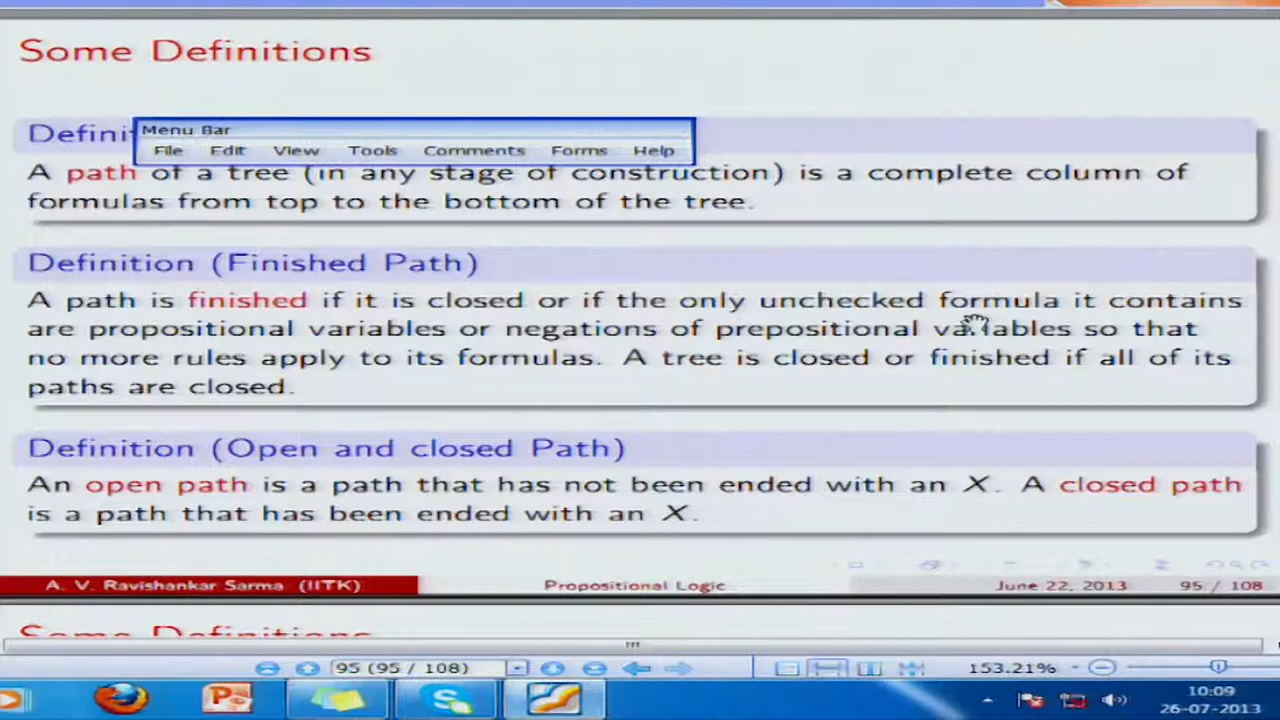 Some Definitions
Defini
Menu Bar
File Edit View Tools Comments Forms Help
A path of a tree (in any stage of construction) is a complete column of
formulas from top to the bottom of the tree.
Definition (Finished Path)
A path is finished if it is closed or if the only unchecked formula it contains
are propositional variables or negations of prepositional variables so that
no more rules apply to its formulas. A tree is closed or finished if all of its
paths are closed.
Definition (Open and closed Path)
An open path is a path that has not been ended with an X. A closed path
is a path that has been ended with an X.
A. V. Ravishankar Sarma (IITK) Propositional Logic June 22, 2013 95 / 108
Some Definitions
95 (95 / 108) 153.21%
10:09
26-07-2013